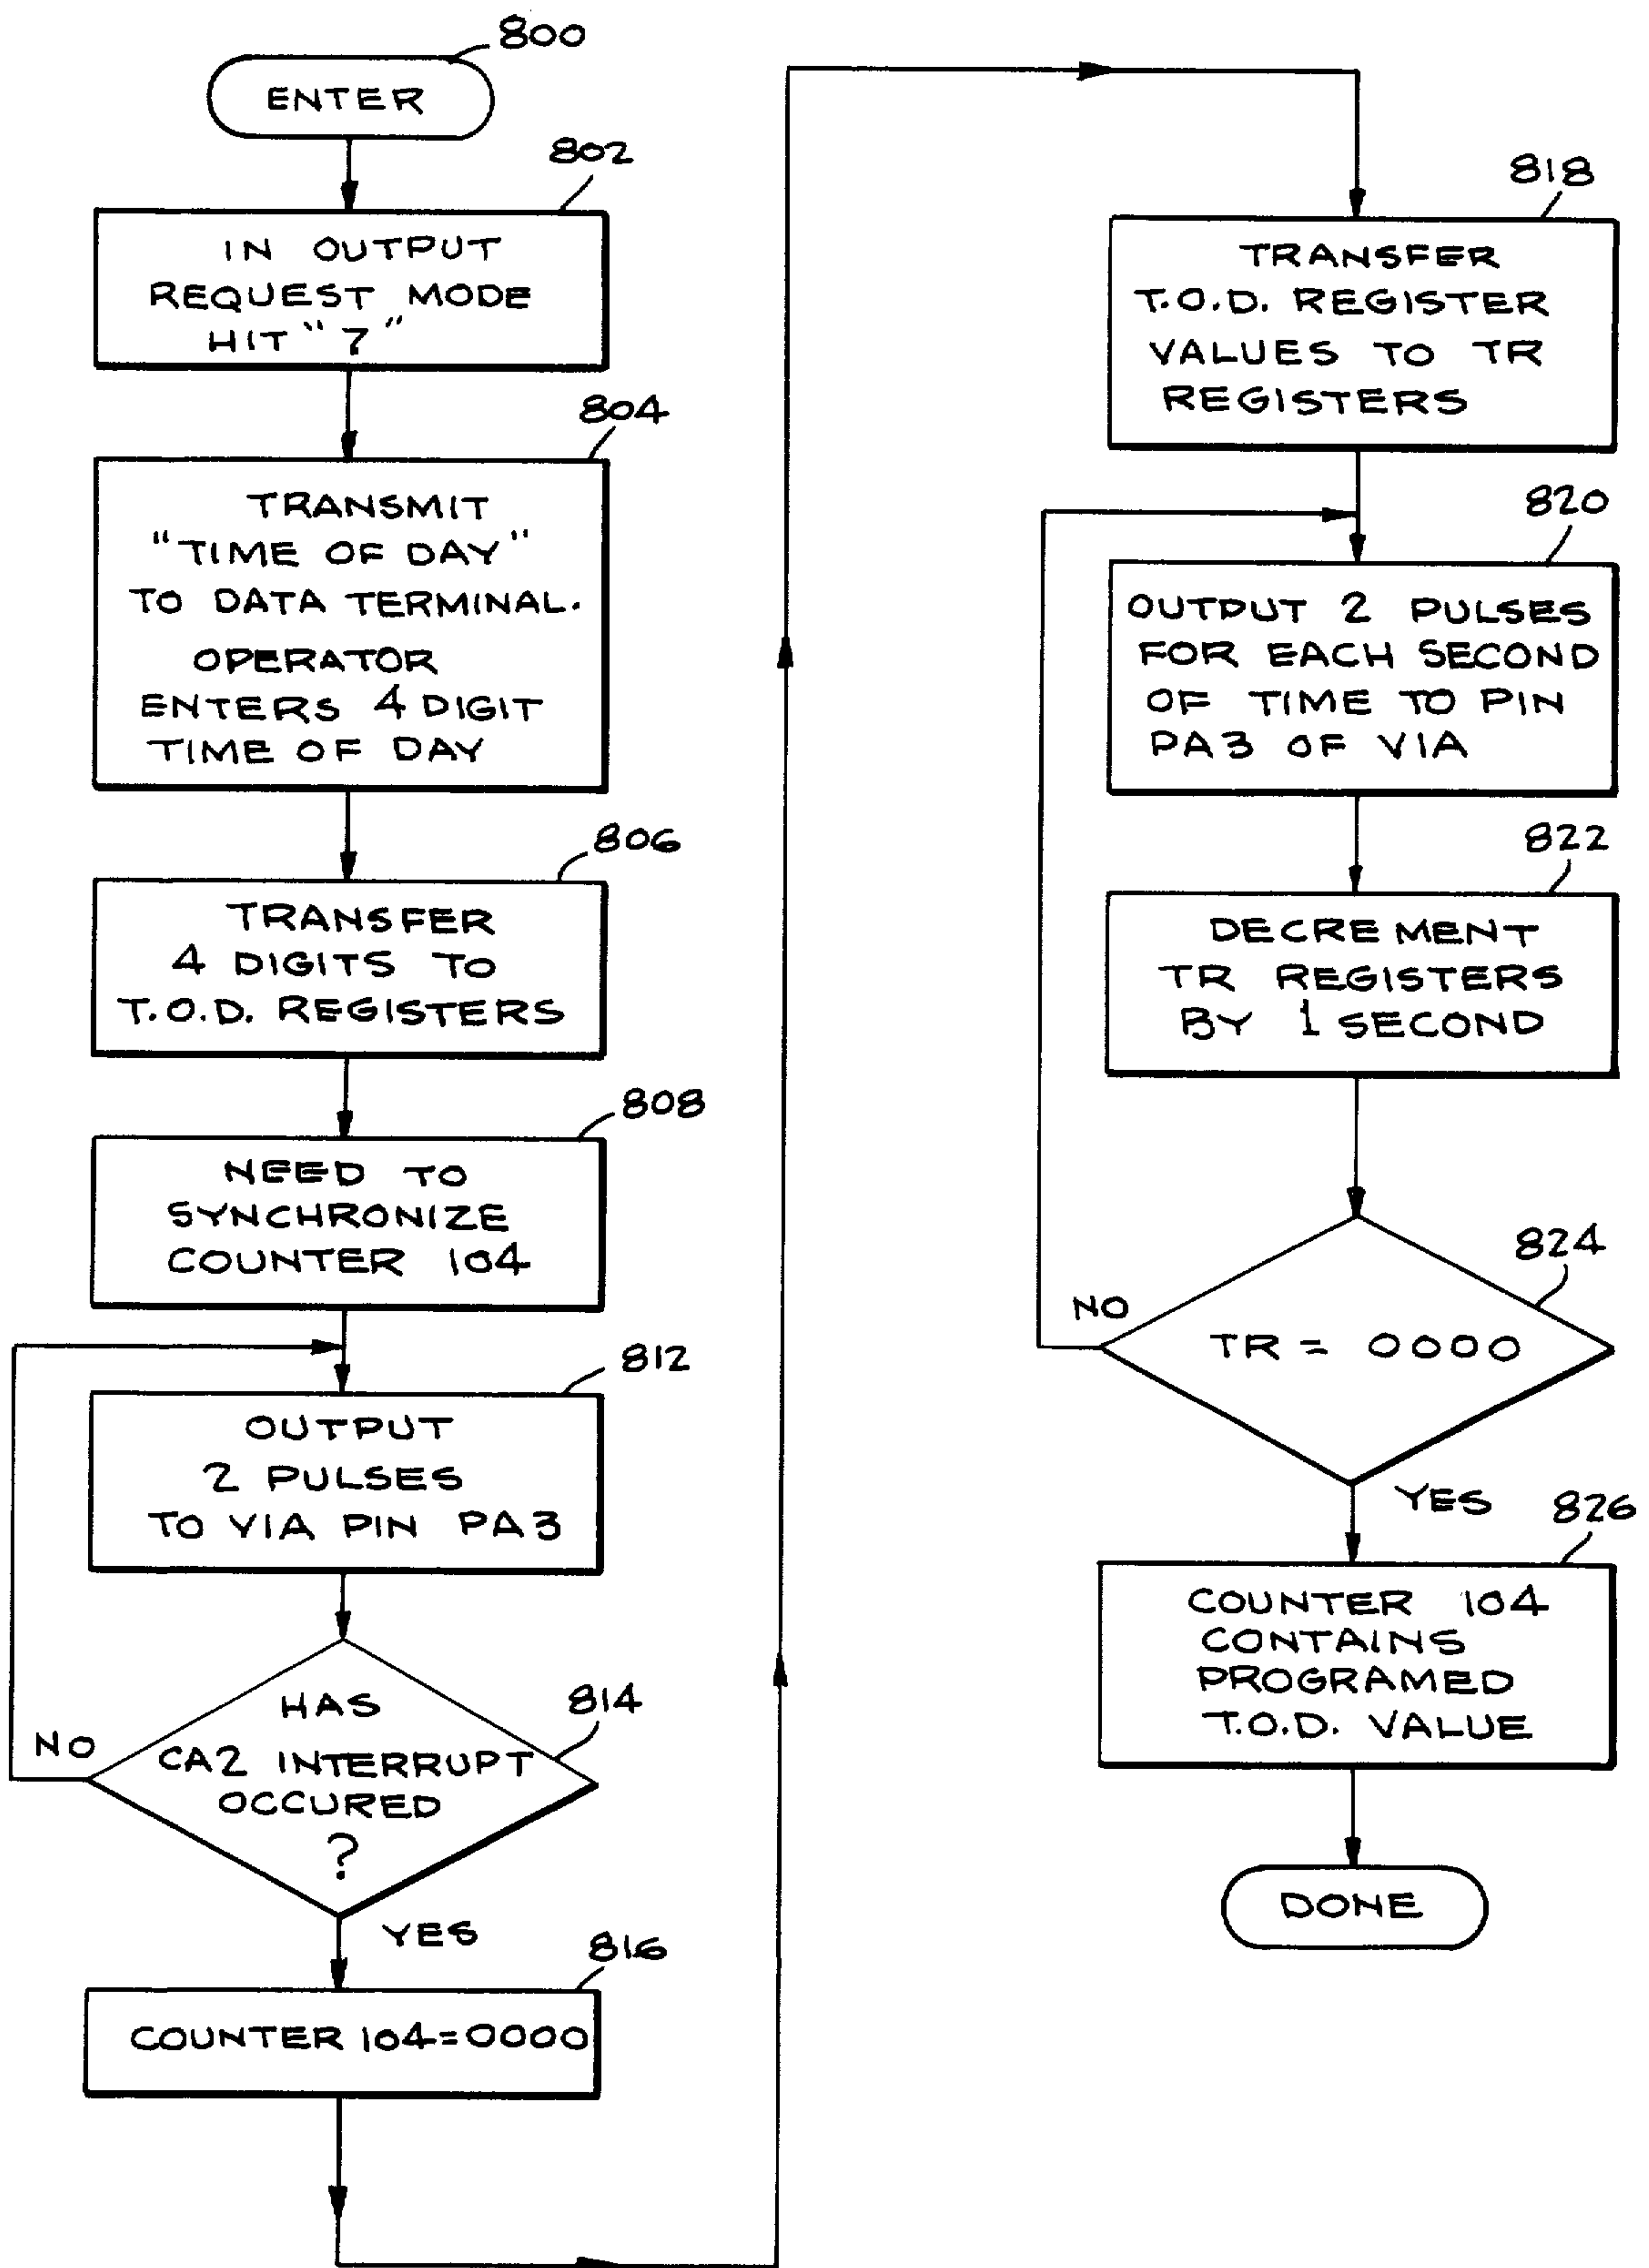 800
ENTER
802
IN OUTPUT
REQUEST MODE
HIT "7"
804
TRANSMIT
"TIME OF DAY"
TO DATA TERMINAL.
OPERATOR
ENTERS 4 DIGIT
TIME OF DAY
806
TRANSFER
4 DIGITS TO
T.O.D. REGISTERS
808
NEED TO
SYNCHRONIZE
COUNTER 104
812
OUTPUT
2 PULSES
TO VIA PIN PA3
814
HAS
CA2 INTERRUPT
OCCURED
?
NO
YES
816
COUNTER 104=0000
818
TRANSFER
T.O.D. REGISTER
VALUES TO TR
REGISTERS
820
OUTPUT 2 PULSES
FOR EACH SECOND
OF TIME TO PIN
PA3 OF VIA
822
DECREMENT
TR REGISTERS
BY 1 SECOND
824
NO
TR = 0000
YES
826
COUNTER 104
CONTAINS
PROGRAMED
T.O.D. VALUE
DONE